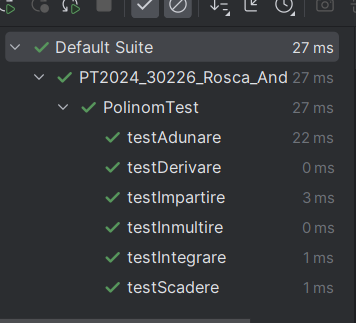 Default Suite 27 ms
PT2024_30226_Rosca_And 27 ms
PolinomTest 27 ms
testAdunare 22 ms
testDerivare 0 ms
testImpartire 3 ms
testInmultire 0 ms
testIntegrare 1 ms
testScadere 1 ms